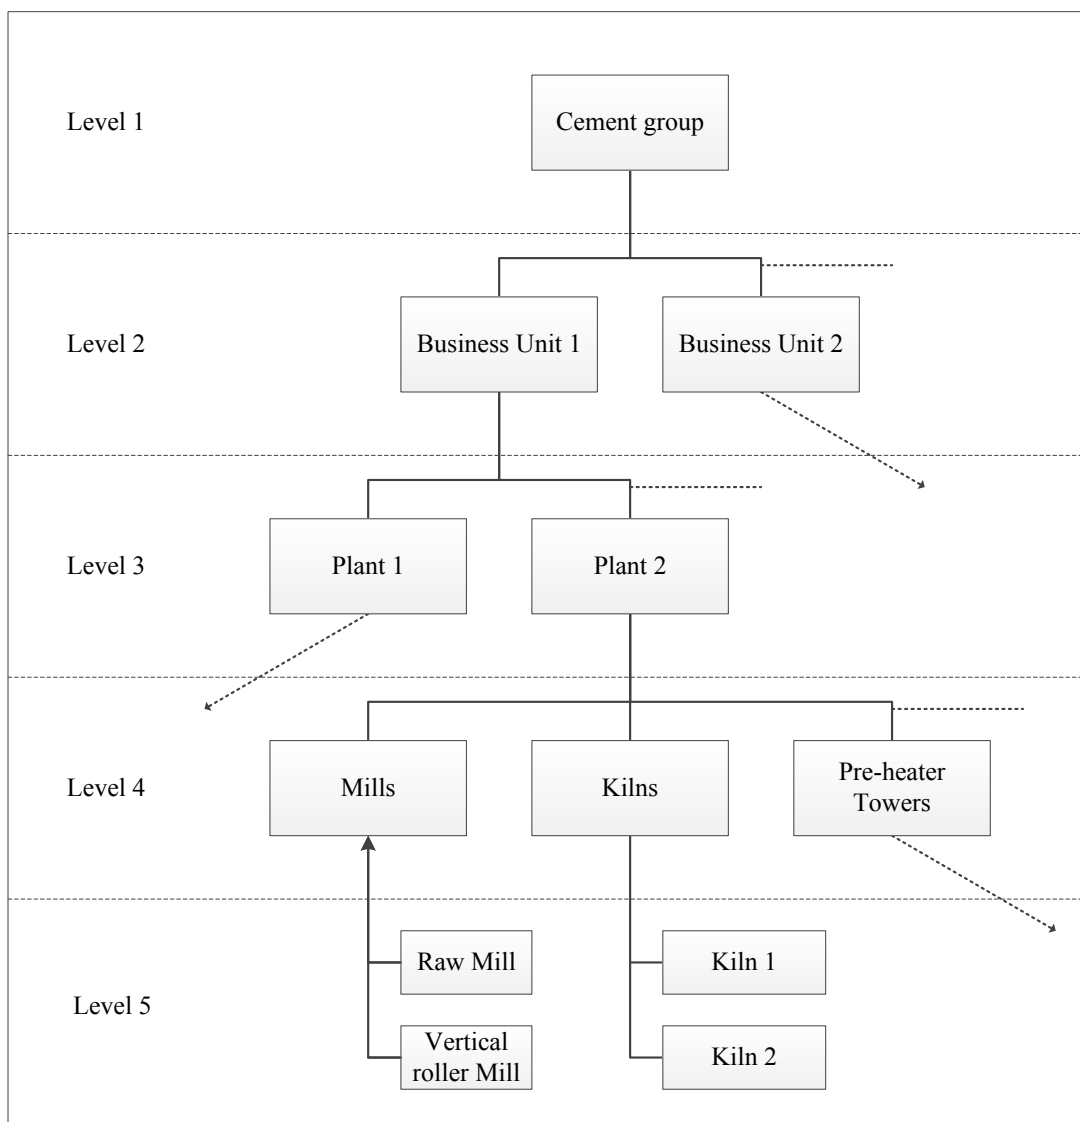 Level 1
Cement group
Level 2
Business Unit 1
Business Unit 2
Level 3
Plant 1
Plant 2
Level 4
Mills
Kilns
Pre-heater
Towers
Level 5
Raw Mill
Kiln 1
Vertical
roller Mill
Kiln 2